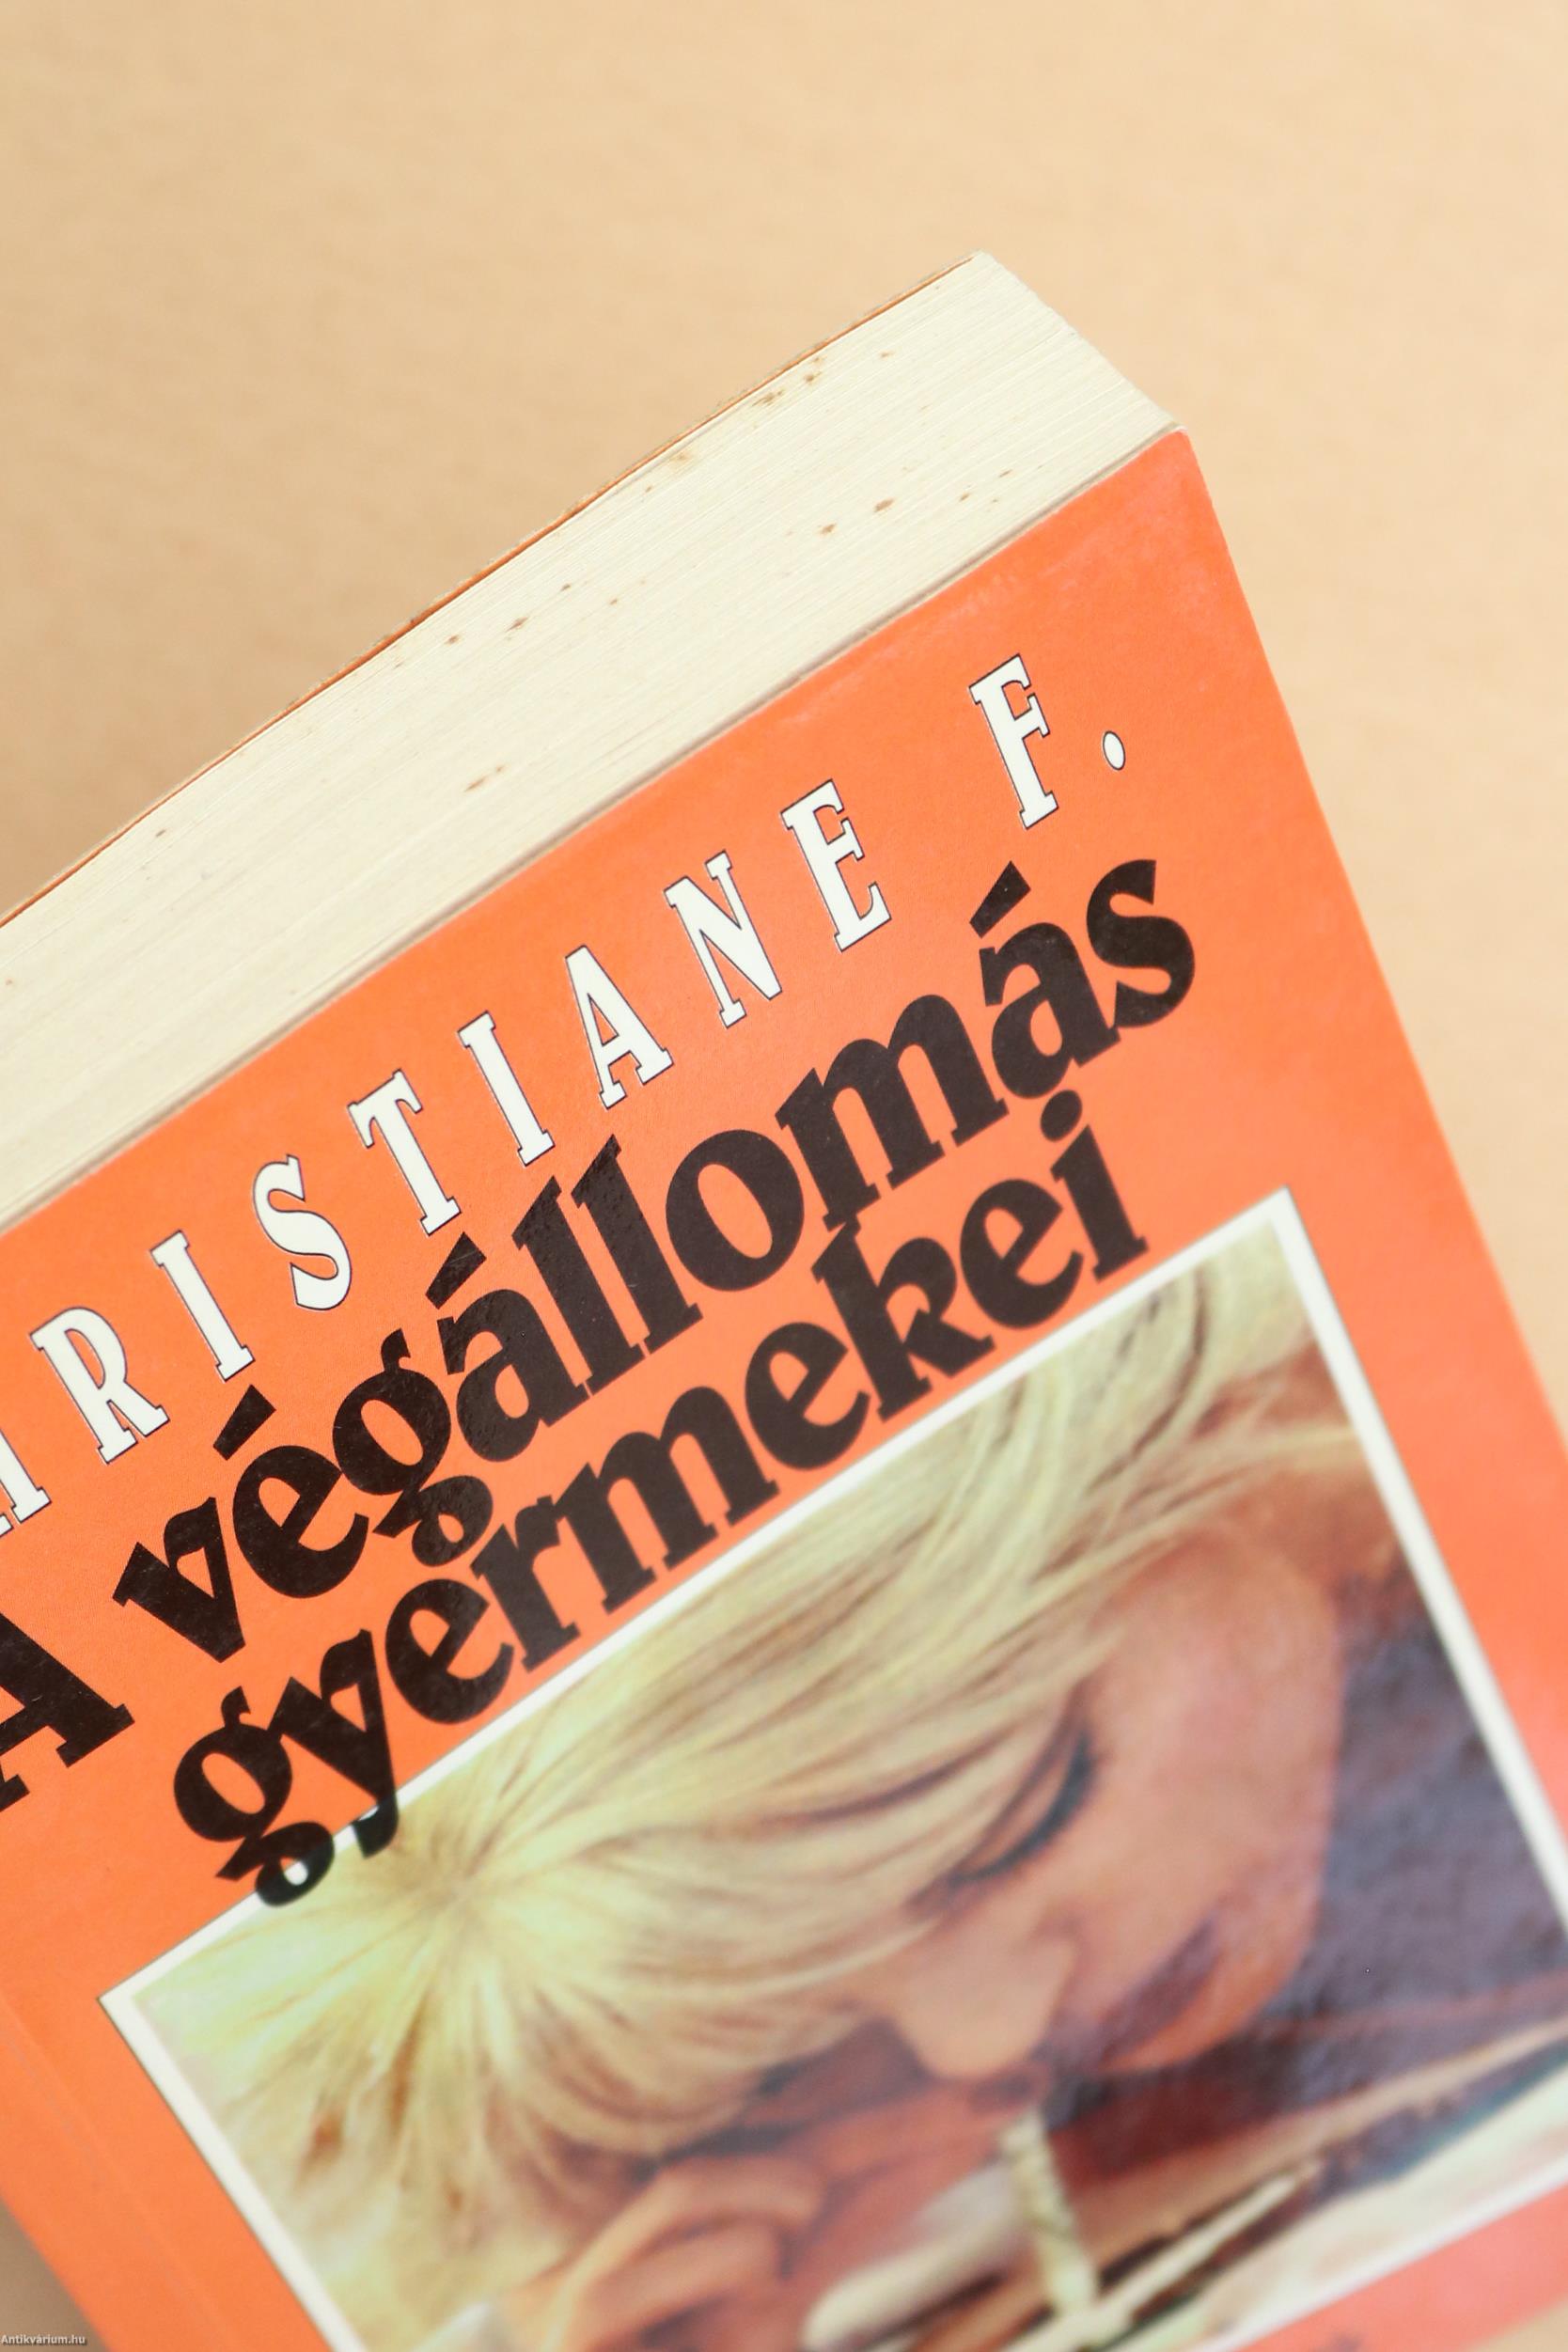 RISTIANE F.
A végállomás
gyermekei
Antikvárium.hu